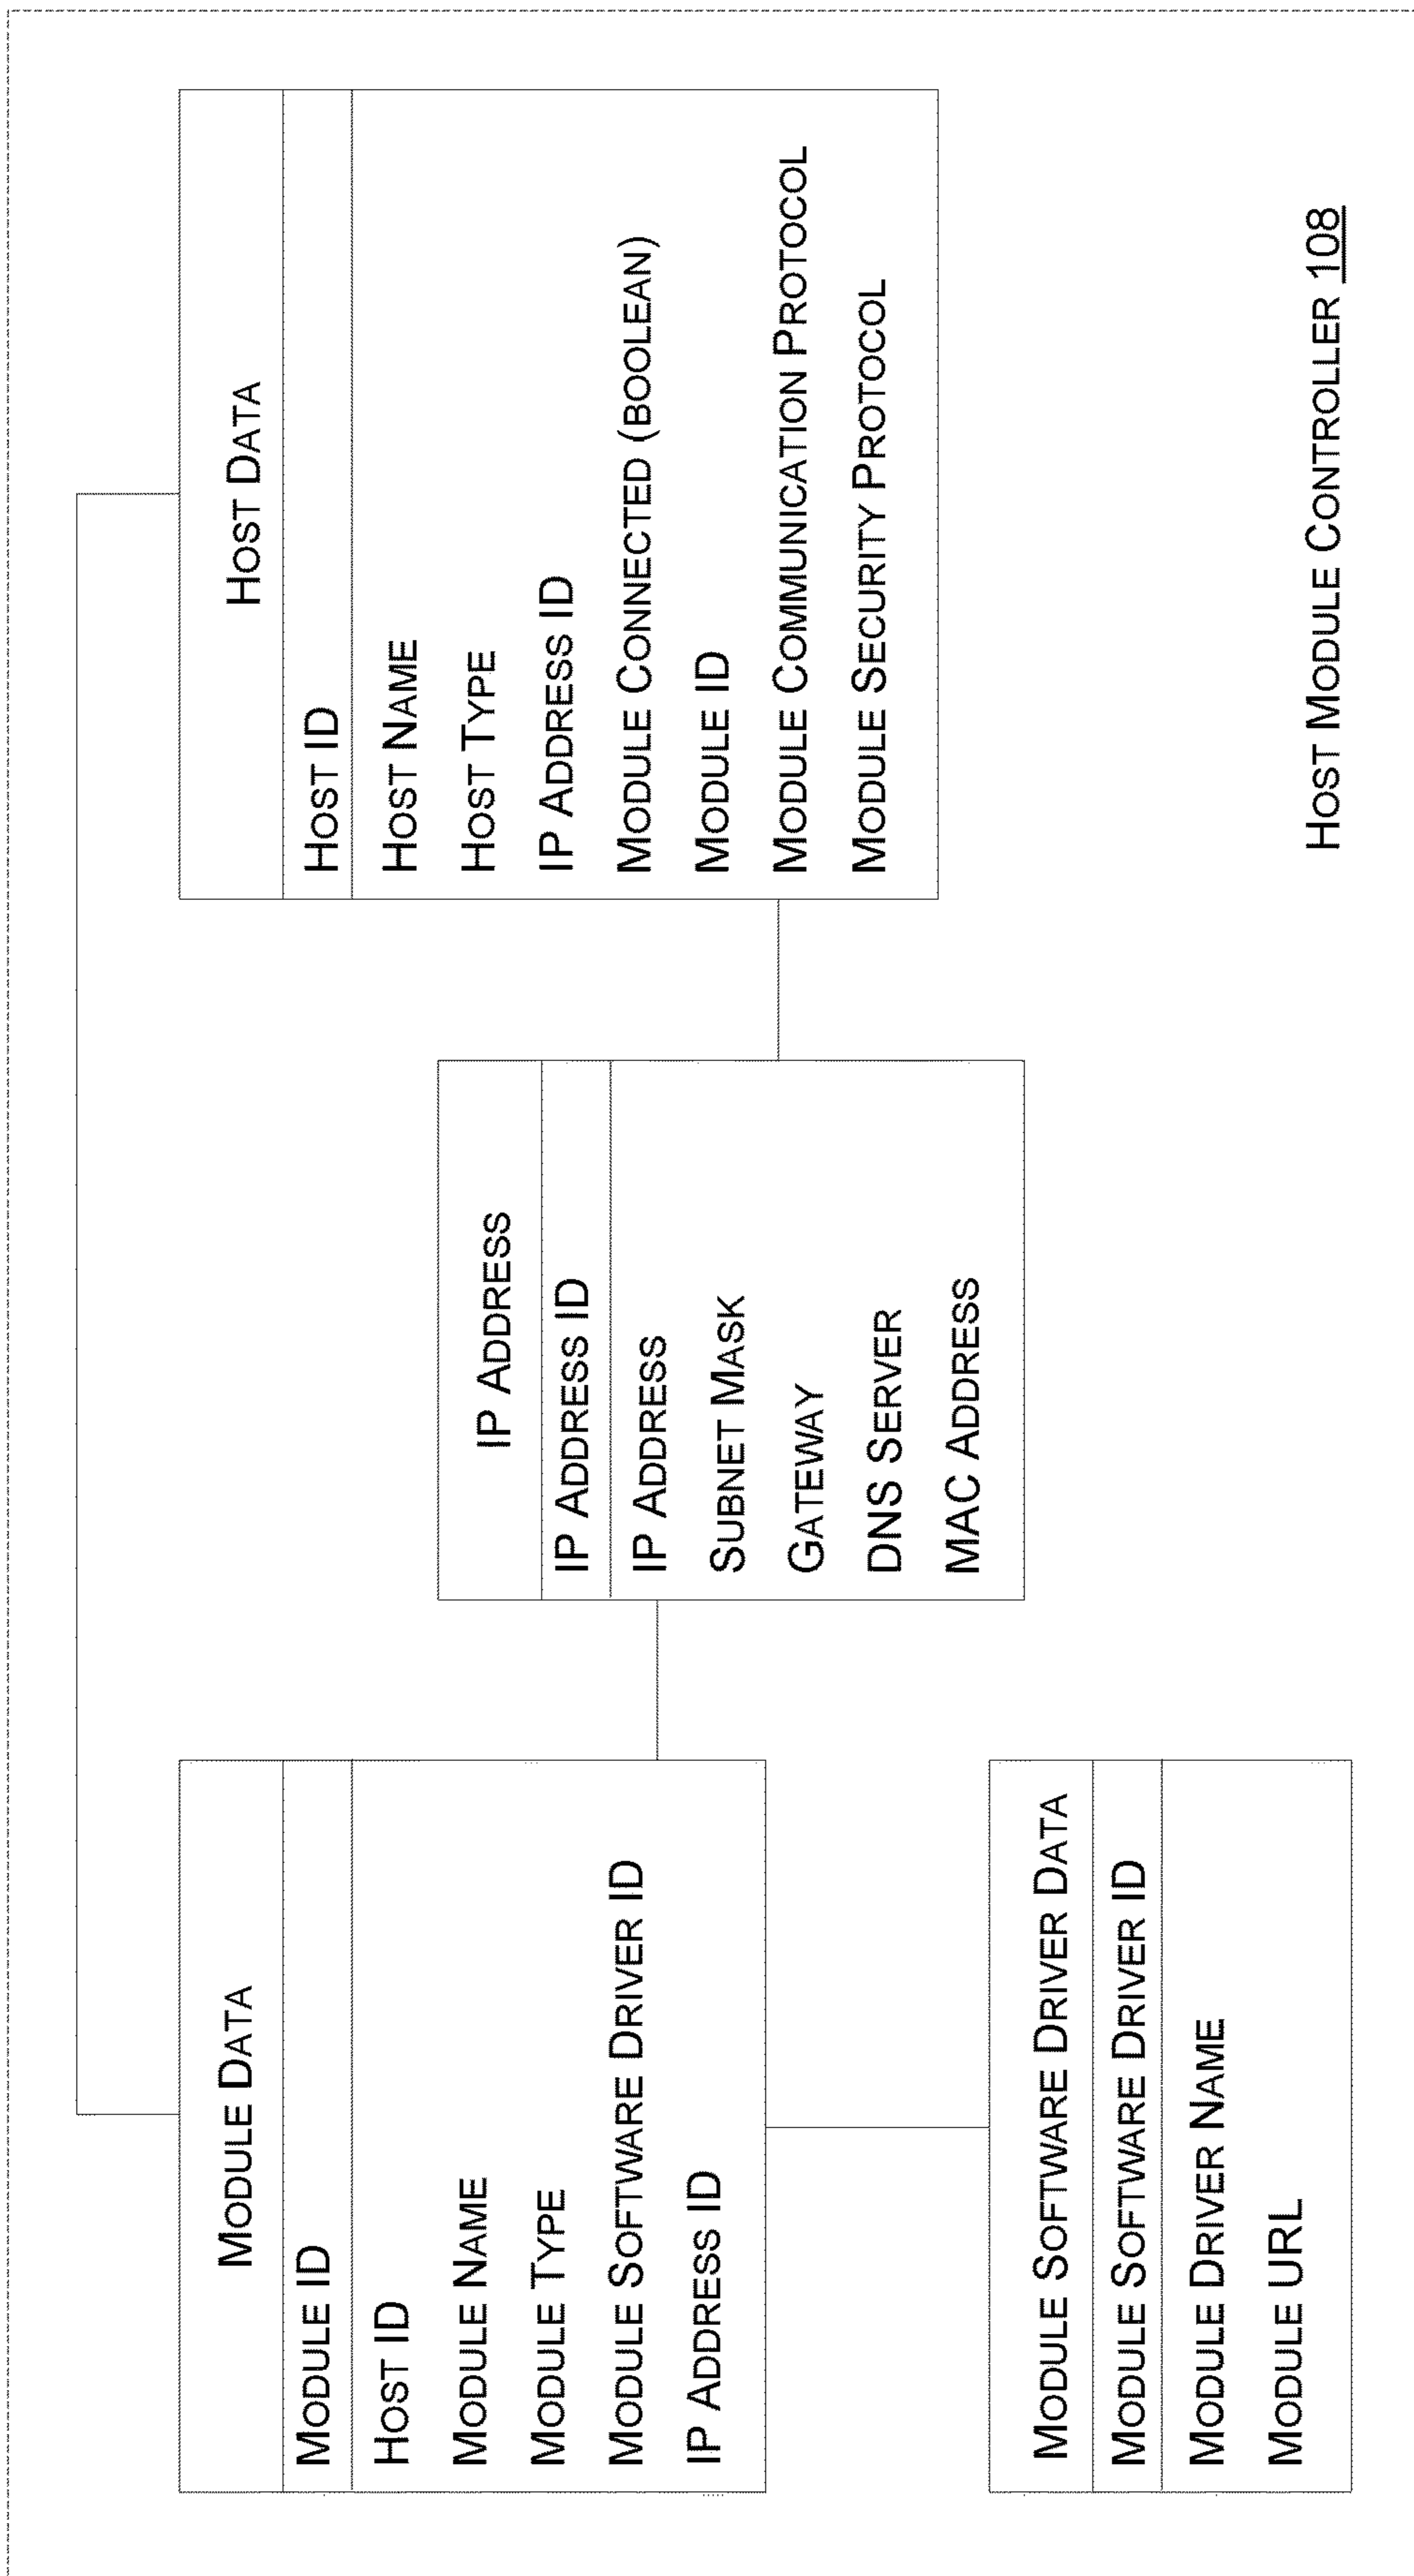 MODULE DATA
MODULE ID
HOST ID
MODULE NAME
MODULE TYPE
MODULE SOFTWARE DRIVER ID
IP ADDRESS ID
MODULE SOFTWARE DRIVER DATA
MODULE SOFTWARE DRIVER ID
MODULE DRIVER NAME
MODULE URL
IP ADDRESS
IP ADDRESS ID
IP ADDRESS
SUBNET MASK
GATEWAY
DNS SERVER
MAC ADDRESS
HOST DATA
HOST ID
HOST NAME
HOST TYPE
IP ADDRESS ID
MODULE CONNECTED (BOOLEAN)
MODULE ID
MODULE COMMUNICATION PROTOCOL
MODULE SECURITY PROTOCOL
HOST MODULE CONTROLLER 108